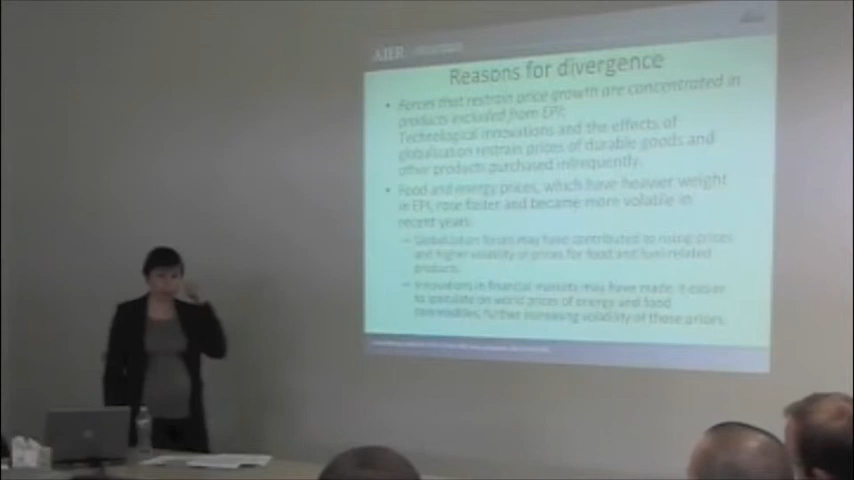 AIER
Reasons for divergence
• Forces that restrain price growth are concentrated in
products excluded from EPI:
Technological innovations and the effects of
globalization restrain prices of durable goods and
other products purchased infrequently.
• Food and energy prices, which have heavier weight
in EPI, rose faster and became more volatile in
recent years.
– Globalization forces may have contributed to rising prices
and higher volatility of prices for food and fuel related
products.
– Innovations in financial markets may have made it easier
to speculate on world prices of energy and food
commodities, further increasing volatility of those prices.